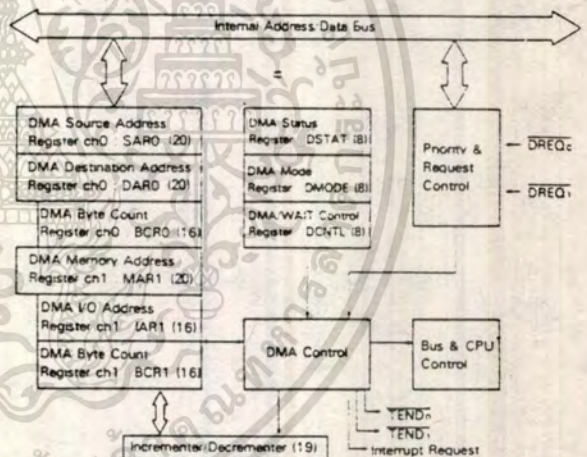 Internal Address/Data Bus
DMA Source Address
Register ch0 SAR0 (20)
DMA Destination Address
Register ch0 DAR0 (20)
DMA Byte Count
Register ch0 BCR0 (16)
DMA Memory Address
Register ch1 MAR1 (20)
DMA I/O Address
Register ch1 IAR1 (16)
DMA Byte Count
Register ch1 BCR1 (16)
DMA Status
Register DSTAT (8)
DMA Mode
Register DMODE (8)
DMA/WAIT Control
Register DCNTL (8)
Priority &
Request
Control
DREQ0
DREQ1
DMA Control
Bus & CPU
Control
TEND0
TEND1
Interrupt Request
Incrementer/Decrementer (19)